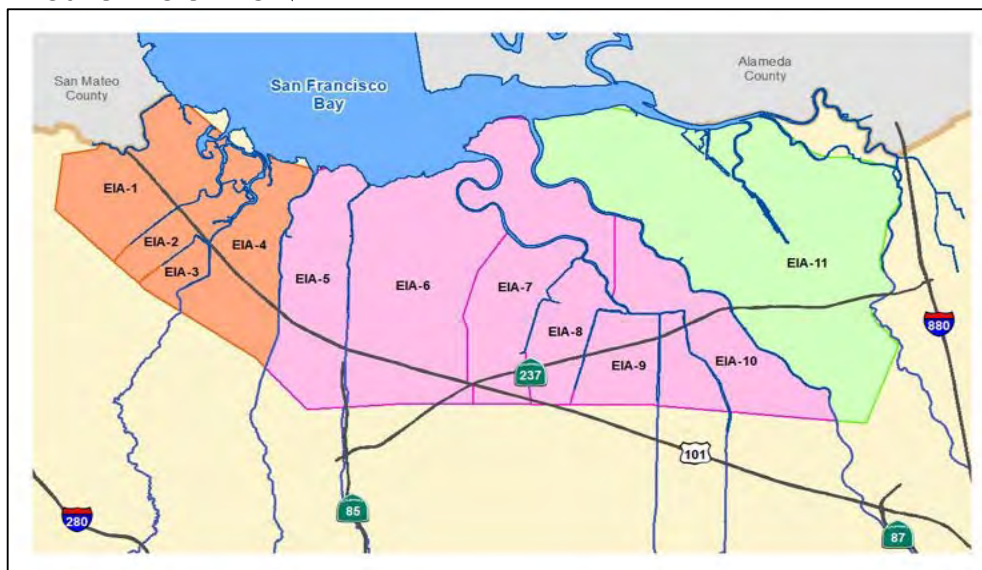 San Mateo
County
San Francisco
Bay
Alameda
County
EIA-1
EIA-2
EIA-3
EIA-4
EIA-5
EIA-6
EIA-7
EIA-8
EIA-9
EIA-10
EIA-11
237
880
101
280
85
87